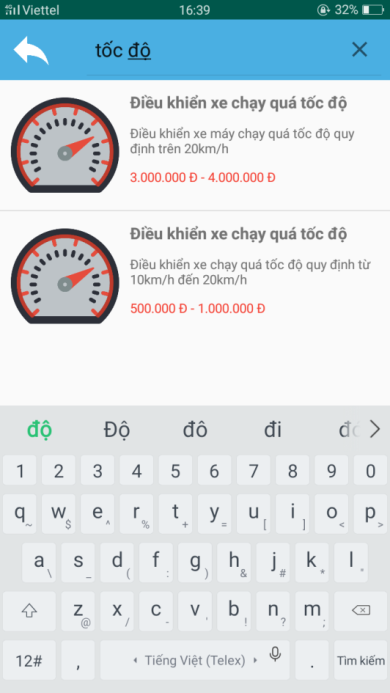 4G Viettel 16:39 32%
tốc độ
Điều khiển xe chạy quá tốc độ
Điều khiển xe máy chạy quá tốc độ quy
định trên 20km/h
3.000.000 Đ - 4.000.000 Đ
Điều khiển xe chạy quá tốc độ
Điều khiển xe chạy quá tốc độ quy định từ
10km/h đến 20km/h
500.000 Đ - 1.000.000 Đ
độ Độ đô đi
1 2 3 4 5 6 7 8 9 0
q ~ w $ e ^ r % t + y = u [ i ] o < p >
a \ s _ d ( f : g ) h & j # k * l
z @ x / c - v ' b ! n ? m ;
12# , Tiếng Việt (Telex) . Tìm kiếm